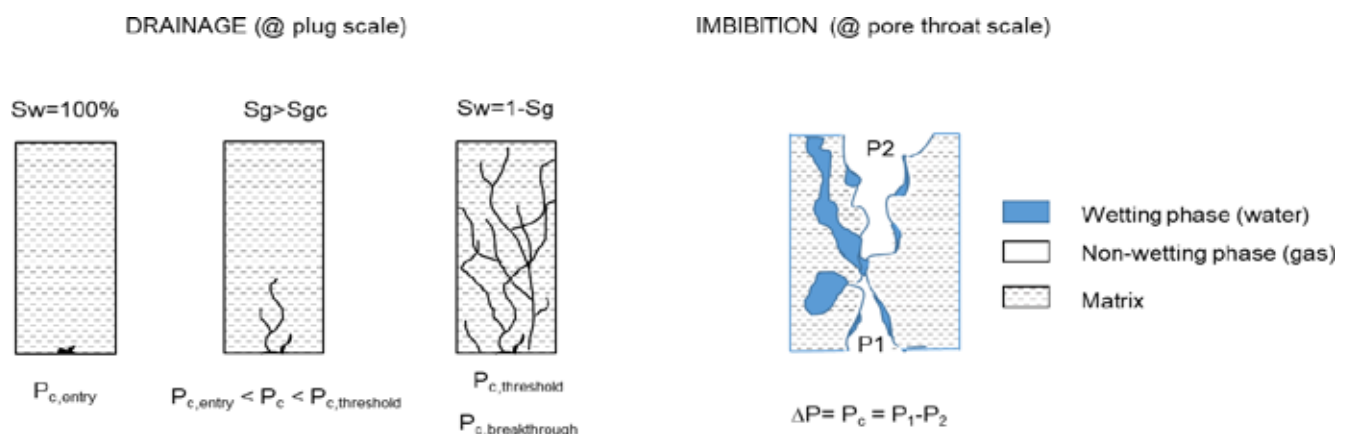 DRAINAGE (@ plug scale)
IMBIBITION (@ pore throat scale)
Sw=100%
Sg>Sgc
Sw=1-Sg
P2
P1
Wetting phase (water)
Non-wetting phase (gas)
Matrix
Pc,entry
Pc,entry < Pc < Pc,threshold
Pc,threshold
Pc,breakthrough
ΔP= Pc = P1-P2